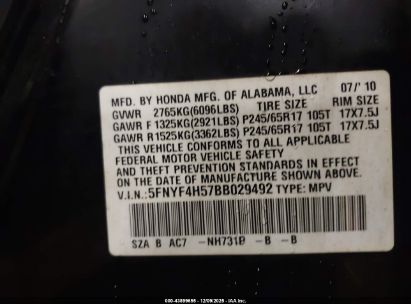 MFD. BY HONDA MFG. OF ALABAMA, LLC 07/'10
GVWR 2765KG(6096LBS) TIRE SIZE RIM SIZE
GAWR F 1325KG(2921LBS) P245/65R17 105T 17X7.5J
GAWR R 1525KG(3362LBS) P245/65R17 105T 17X7.5J
THIS VEHICLE CONFORMS TO ALL APPLICABLE
FEDERAL MOTOR VEHICLE SAFETY
AND THEFT PREVENTION STANDARDS IN EFFECT
ON THE DATE OF MANUFACTURE SHOWN ABOVE.
V.I.N.: 5FNYF4H57BB029492 TYPE: MPV
SZA B AC7 -NH731P -B -B